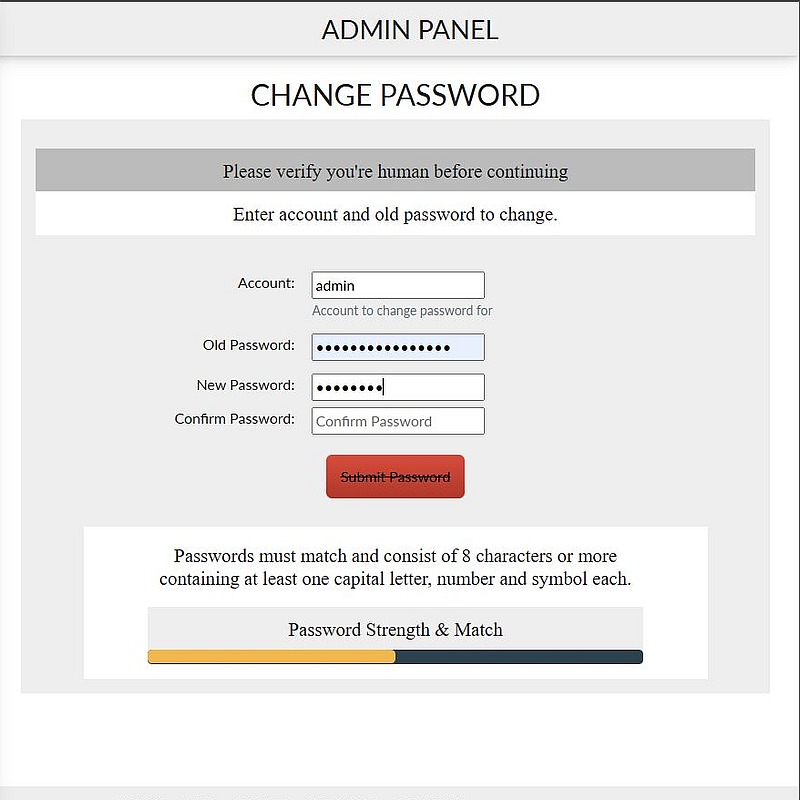 ADMIN PANEL
CHANGE PASSWORD
Please verify you're human before continuing
Enter account and old password to change.
Account:
admin
Account to change password for
Old Password:
••••••••••••••••
New Password:
••••••••
Confirm Password:
Confirm Password
Submit Password
Passwords must match and consist of 8 characters or more
containing at least one capital letter, number and symbol each.
Password Strength & Match